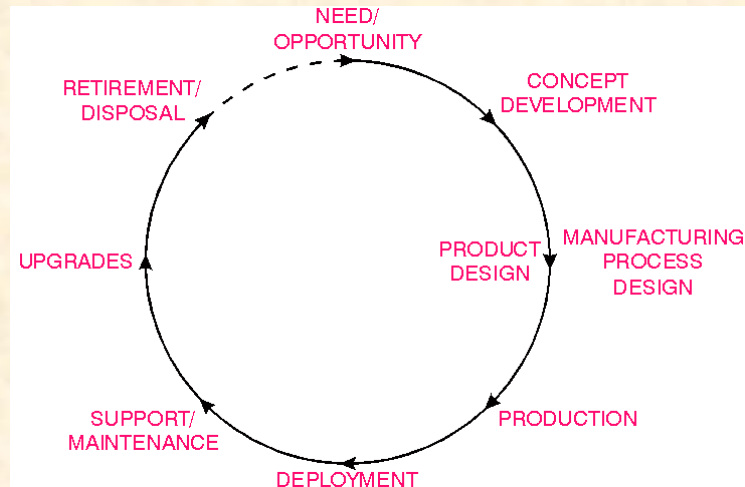 NEED/
OPPORTUNITY
CONCEPT
DEVELOPMENT
PRODUCT
DESIGN
MANUFACTURING
PROCESS
DESIGN
PRODUCTION
DEPLOYMENT
SUPPORT/
MAINTENANCE
UPGRADES
RETIREMENT/
DISPOSAL